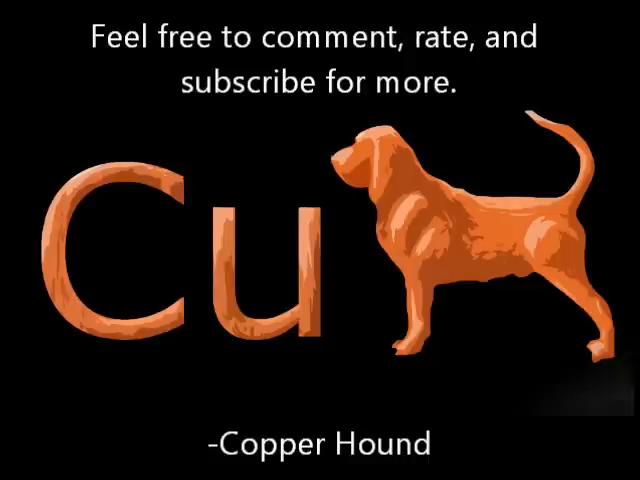 Feel free to comment, rate, and
subscribe for more.
Cu
-Copper Hound